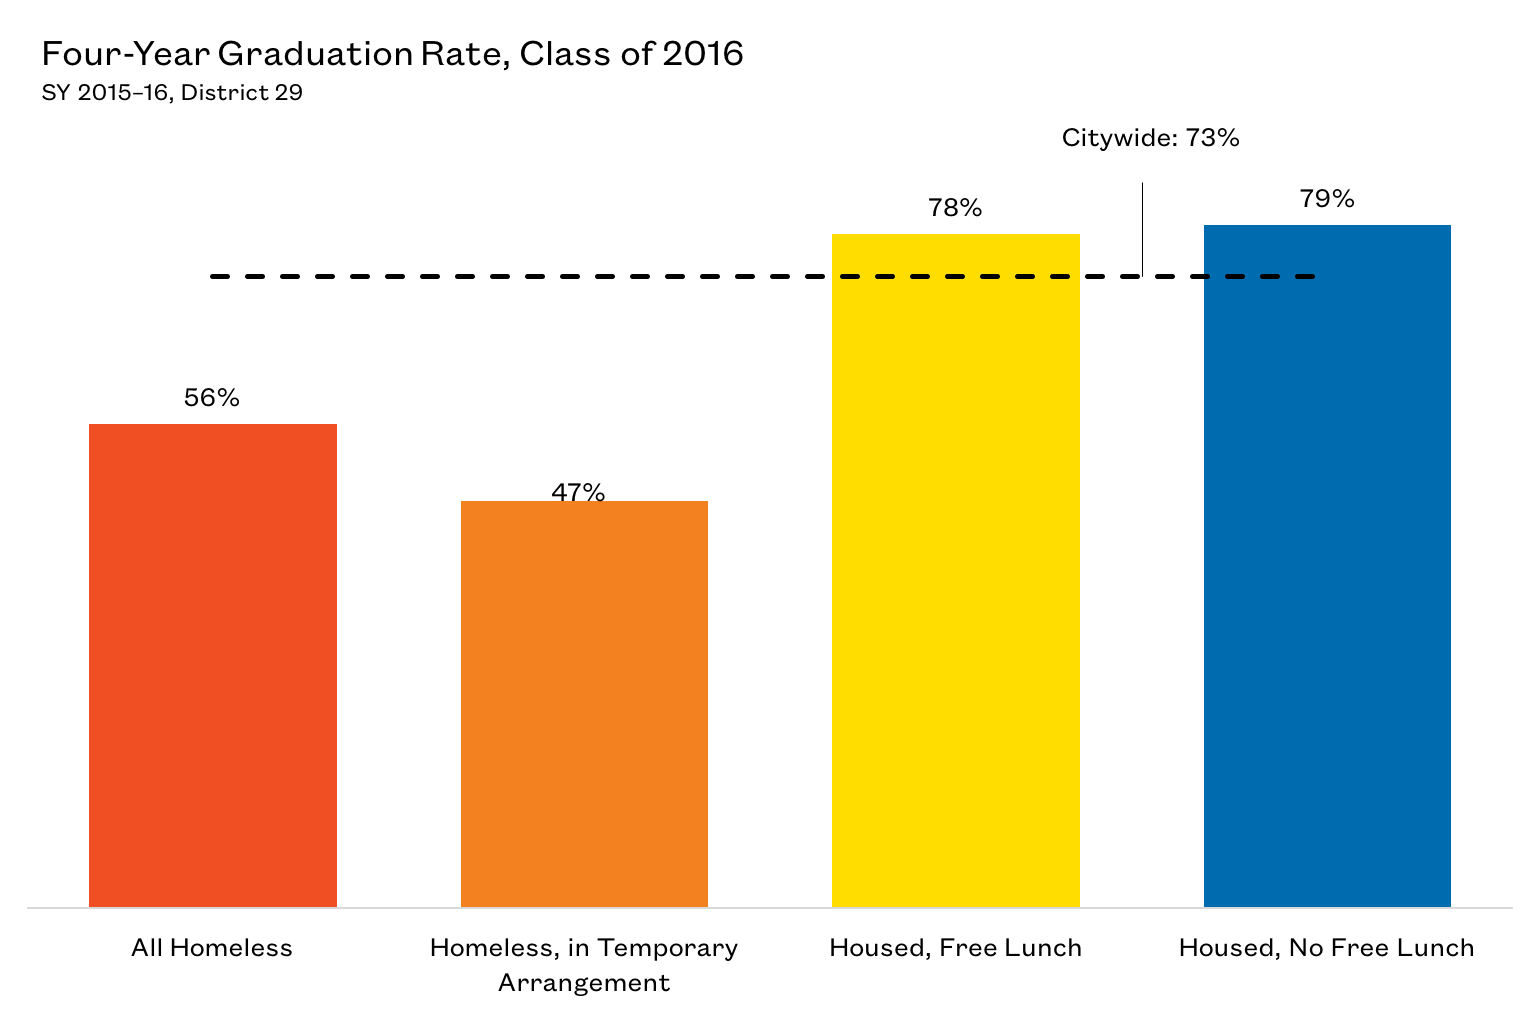 Four-Year Graduation Rate, Class of 2016
SY 2015–16, District 29
Citywide: 73%
56%
47%
78%
79%
All Homeless
Homeless, in Temporary
Arrangement
Housed, Free Lunch
Housed, No Free Lunch